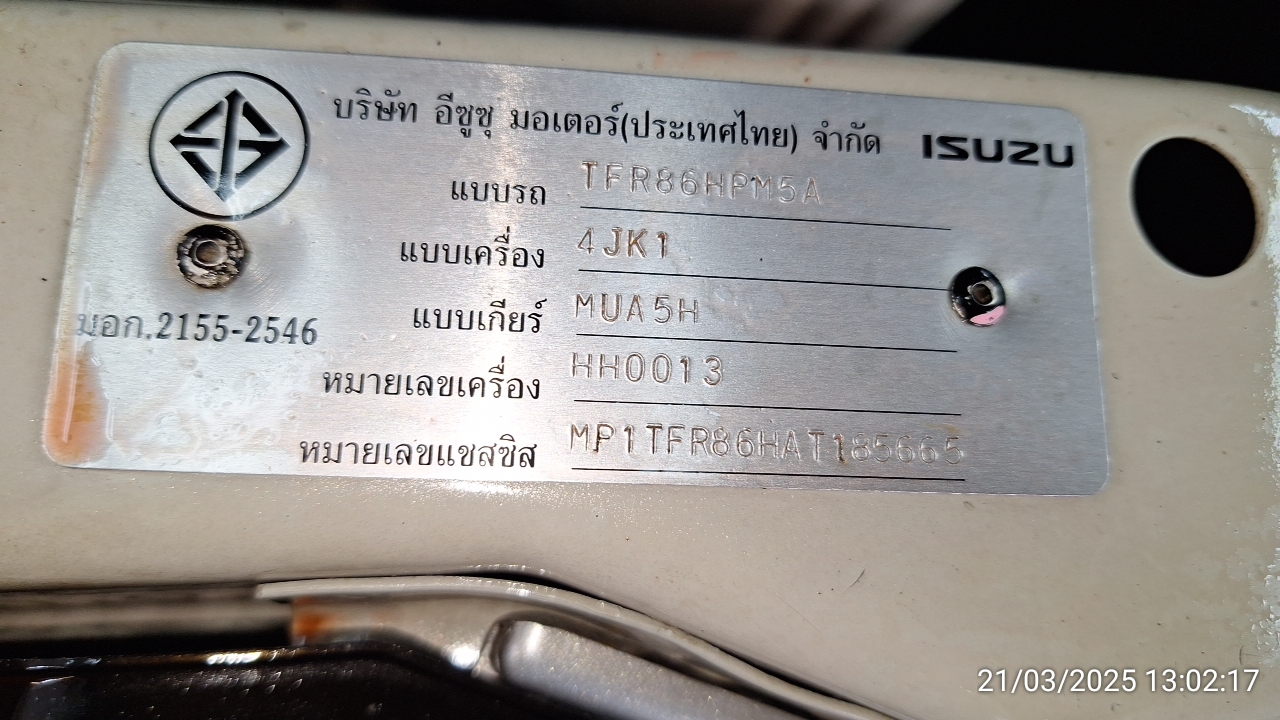 บริษัท อีซูซุ มอเตอร์(ประเทศไทย) จำกัด ISUZU
แบบรถ TFR86HPM5A
แบบเครื่อง 4JK1
แบบเกียร์ MUA5H
มอก.2155-2546
หมายเลขเครื่อง HH0013
หมายเลขแชสซิส MP1TFR86HAT185665
21/03/2025 13:02:17